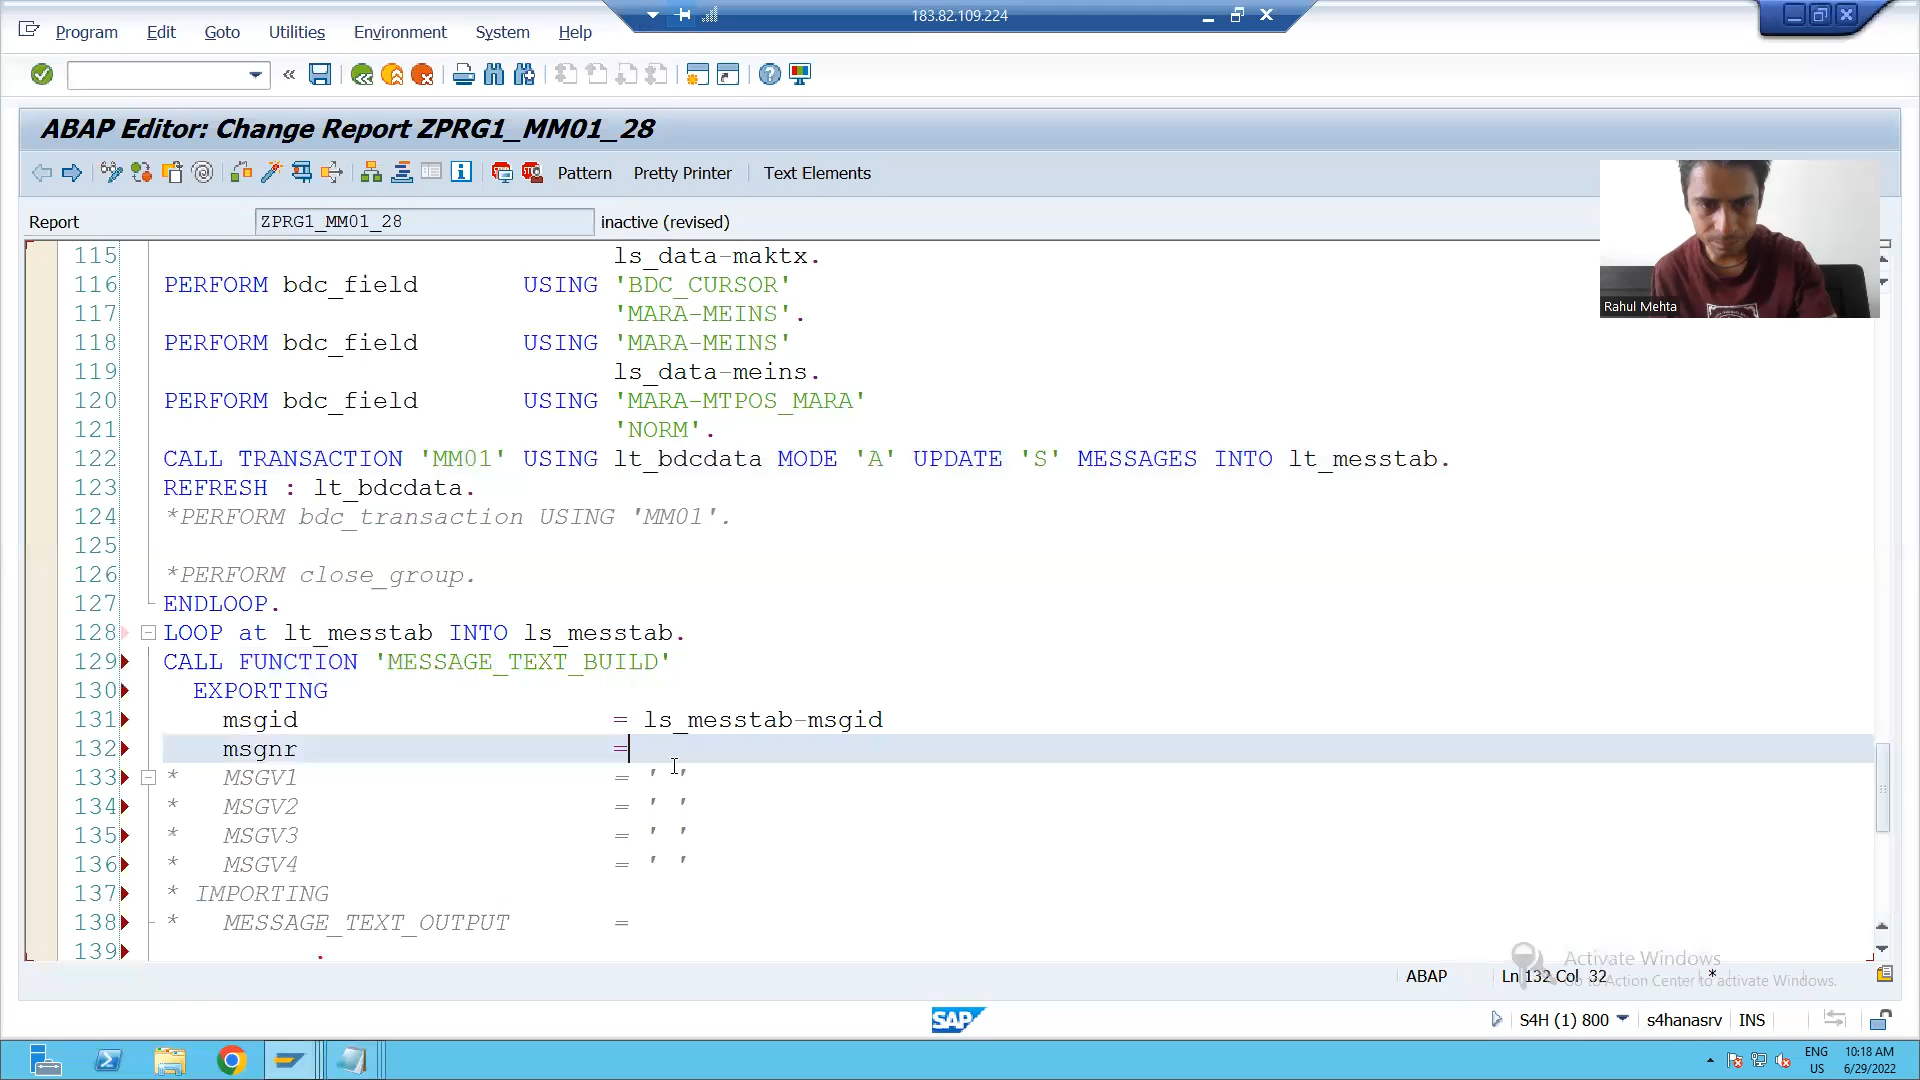 183.82.109.224
Program Edit Goto Utilities Environment System Help
ABAP Editor: Change Report ZPRG1_MM01_28
Pattern Pretty Printer Text Elements
Report ZPRG1_MM01_28 inactive (revised)
115 ls_data-maktx.
116 PERFORM bdc_field USING 'BDC_CURSOR'
117 'MARA-MEINS'.
118 PERFORM bdc_field USING 'MARA-MEINS'
119 ls_data-meins.
120 PERFORM bdc_field USING 'MARA-MTPOS_MARA'
121 'NORM'.
122 CALL TRANSACTION 'MM01' USING lt_bdcdata MODE 'A' UPDATE 'S' MESSAGES INTO lt_messtab.
123 REFRESH : lt_bdcdata.
124 *PERFORM bdc_transaction USING 'MM01'.
125
126 *PERFORM close_group.
127 ENDLOOP.
128 LOOP at lt_messtab INTO ls_messtab.
129 CALL FUNCTION 'MESSAGE_TEXT_BUILD'
130 EXPORTING
131 msgid = ls_messtab-msgid
132 msgnr =
133 * MSGV1 = ' '
134 * MSGV2 = ' '
135 * MSGV3 = ' '
136 * MSGV4 = ' '
137 * IMPORTING
138 * MESSAGE_TEXT_OUTPUT =
139 .
Rahul Mehta
Activate Windows
Go to Action Center to activate Windows.
ABAP Ln 132 Col 32 *
SAP
S4H (1) 800 s4hanasrv INS
ENG 10:18 AM
US 6/29/2022